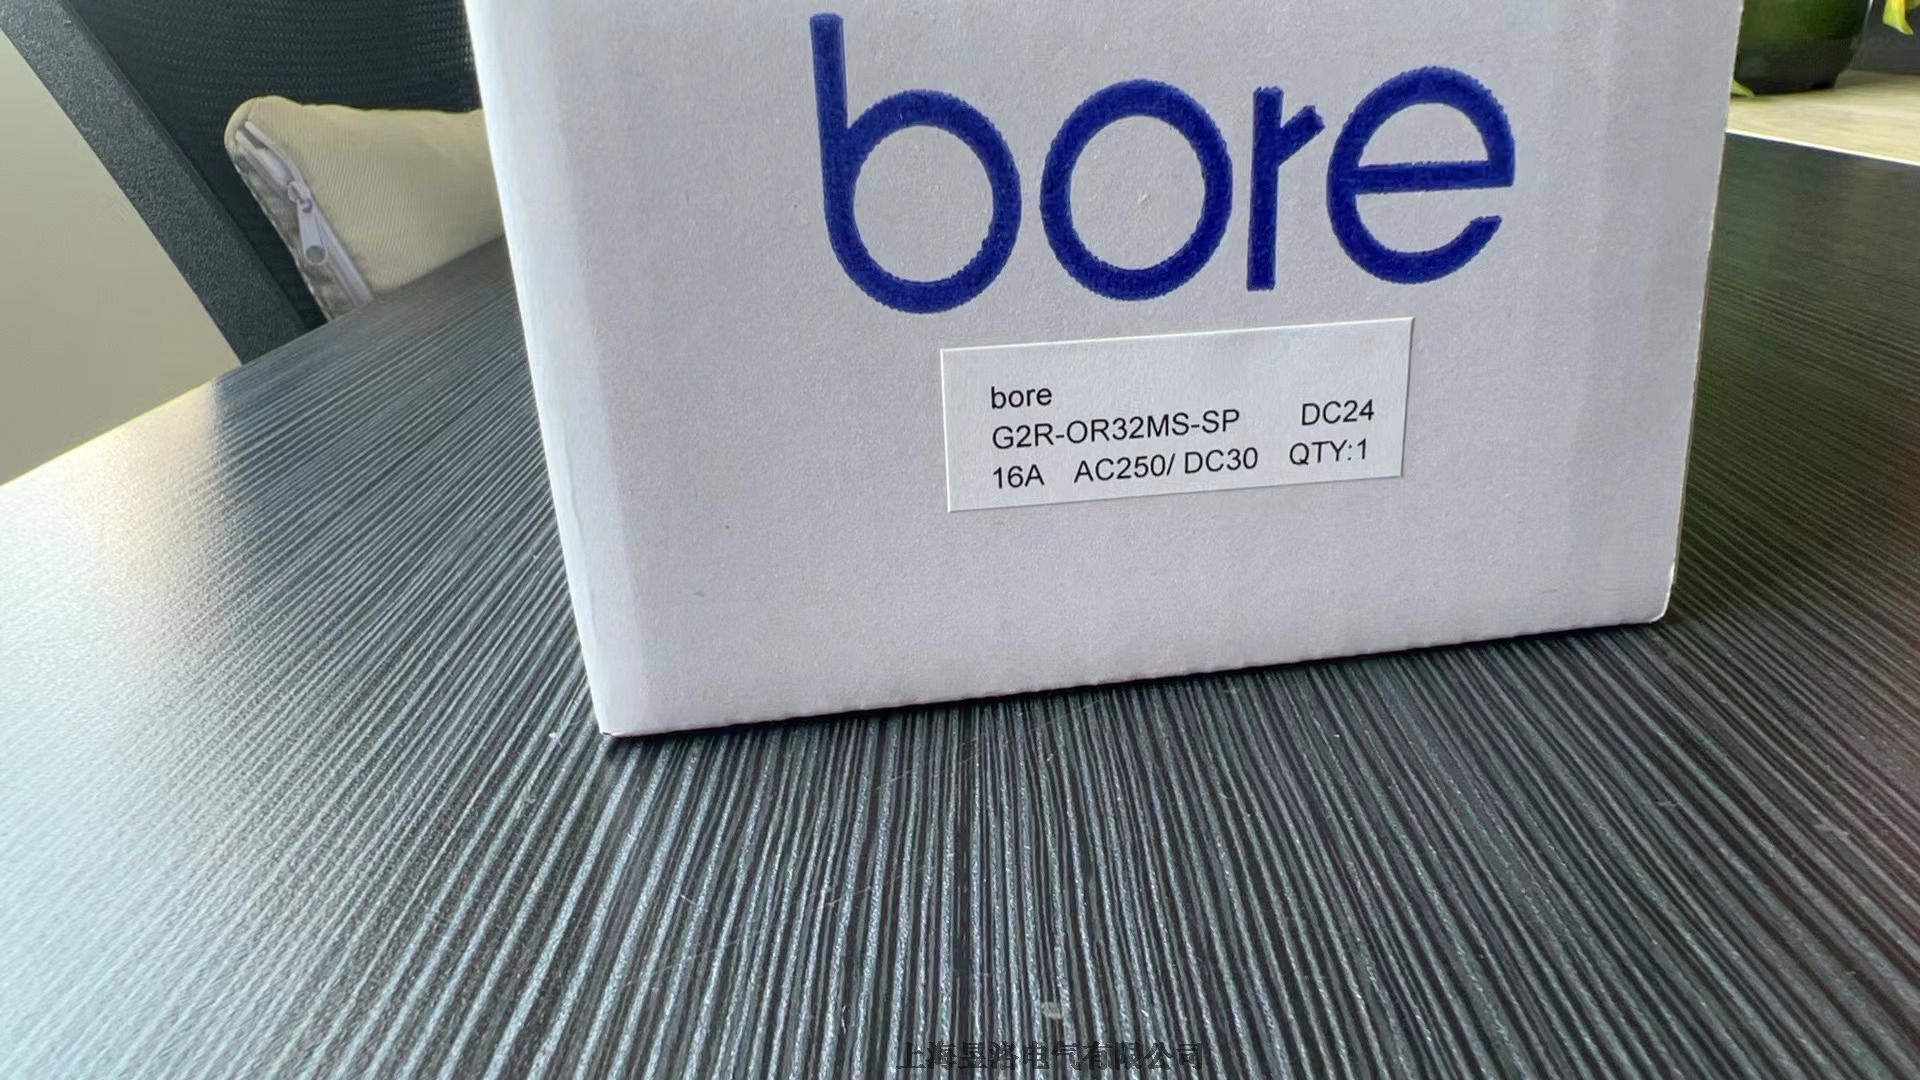 bore
bore
G2R-OR32MS-SP DC24
16A AC250/ DC30 QTY:1
上海昱洛电气有限公司